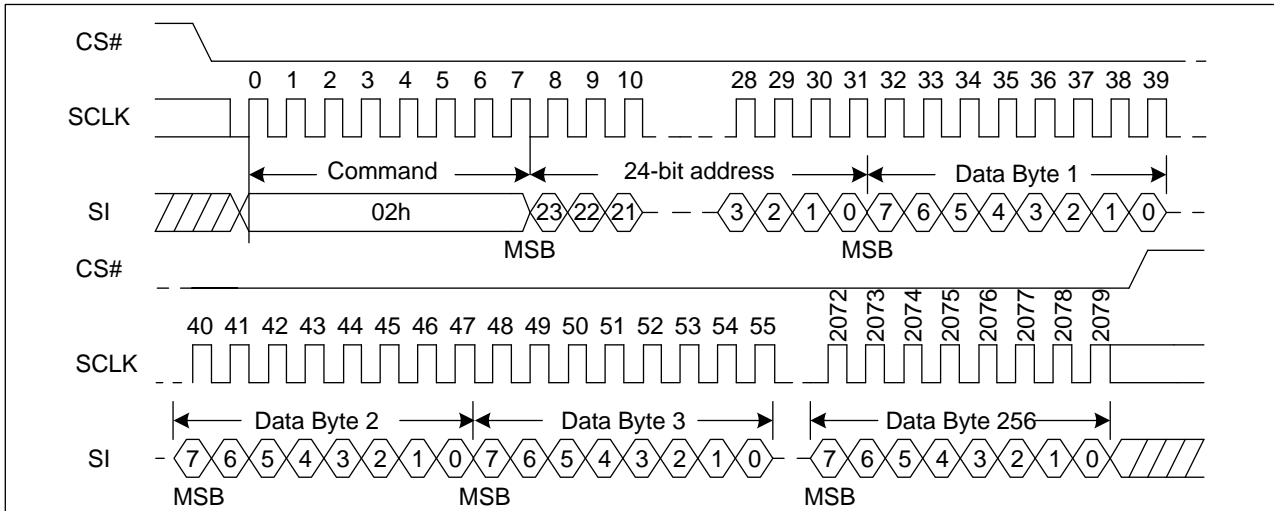 CS#
0 1 2 3 4 5 6 7 8 9 10 28 29 30 31 32 33 34 35 36 37 38 39
SCLK
Command 24-bit address Data Byte 1
SI 02h 23 22 21 3 2 1 0 7 6 5 4 3 2 1 0
MSB MSB
CS#
40 41 42 43 44 45 46 47 48 49 50 51 52 53 54 55 2072 2073 2074 2075 2076 2077 2078 2079
SCLK
Data Byte 2 Data Byte 3 Data Byte 256
SI 7 6 5 4 3 2 1 0 7 6 5 4 3 2 1 0 7 6 5 4 3 2 1 0
MSB MSB MSB